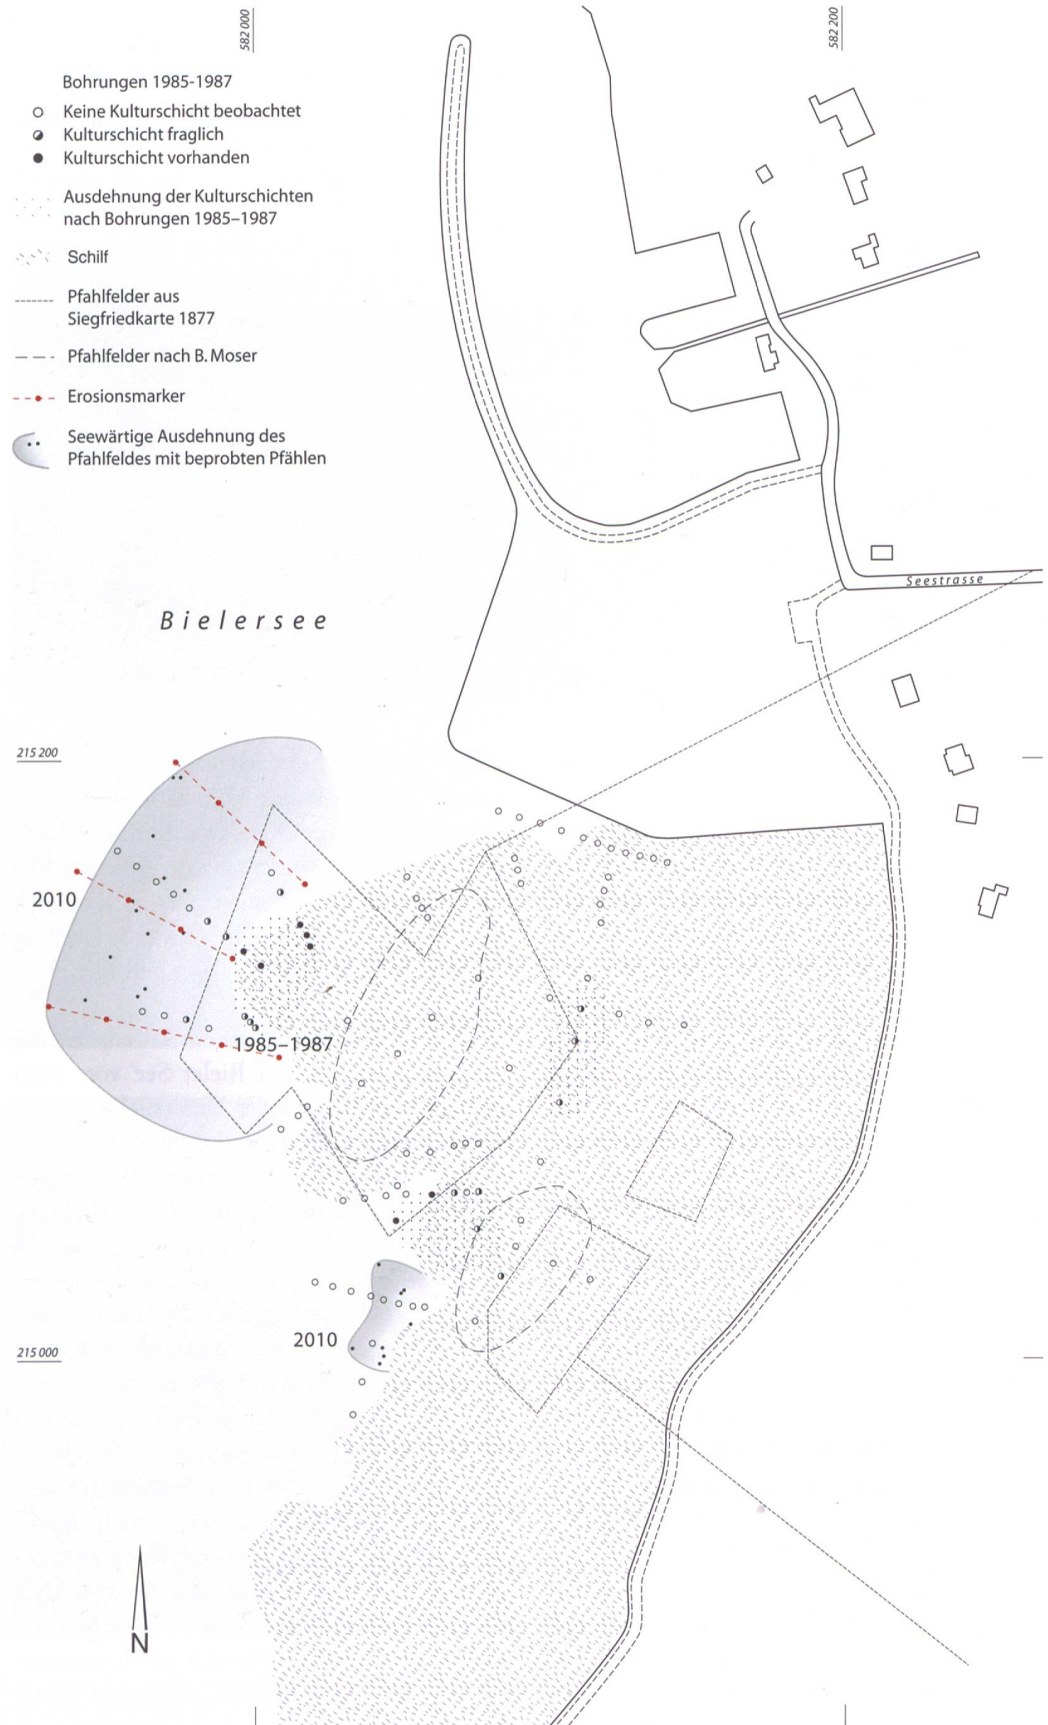 582 000
582 200
Bohrungen 1985-1987
Keine Kulturschicht beobachtet
Kulturschicht fraglich
Kulturschicht vorhanden
Ausdehnung der Kulturschichten
nach Bohrungen 1985–1987
Schilf
Pfahlfelder aus
Siegfriedkarte 1877
Pfahlfelder nach B. Moser
Erosionsmarker
Seewärtige Ausdehnung des
Pfahlfeldes mit beprobten Pfählen
Seestrasse
Bielersee
215 200
2010
1985–1987
2010
215 000
N